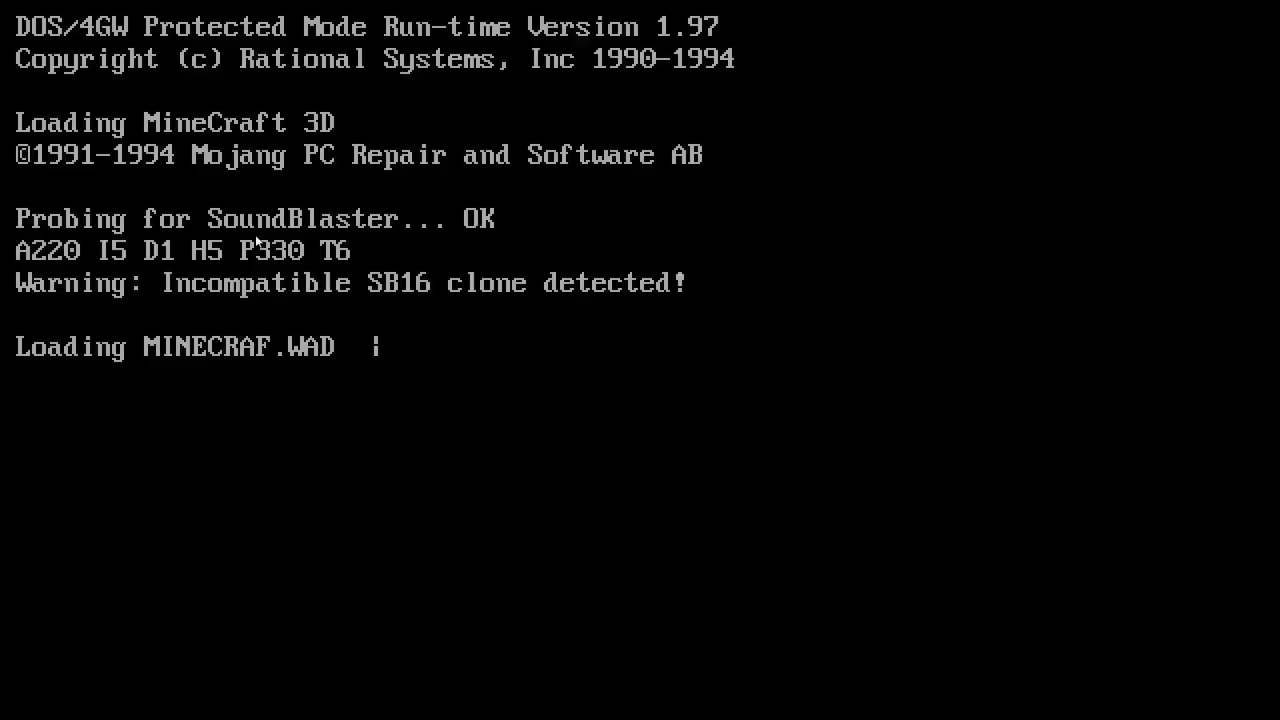 DOS/4GW Protected Mode Run-time Version 1.97
Copyright (c) Rational Systems, Inc 1990-1994
Loading MineCraft 3D
©1991-1994 Mojang PC Repair and Software AB
Probing for SoundBlaster... OK
A220 I5 D1 H5 P330 T6
Warning: Incompatible SB16 clone detected!
Loading MINECRAF.WAD |